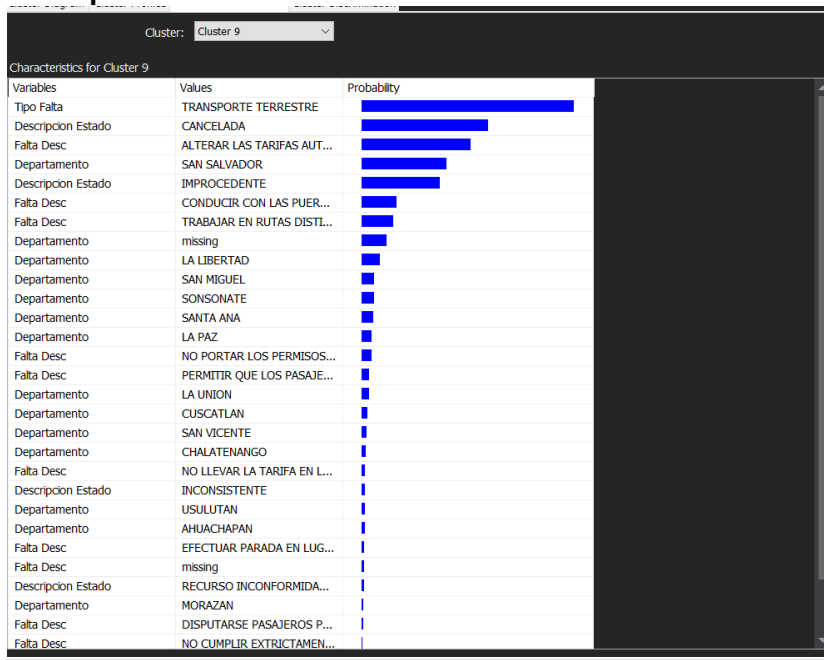 Cluster: Cluster 9
Characteristics for Cluster 9
Variables Values Probability
Tipo Falta TRANSPORTE TERRESTRE
Descripcion Estado CANCELADA
Falta Desc ALTERAR LAS TARIFAS AUT...
Departamento SAN SALVADOR
Descripcion Estado IMPROCEDENTE
Falta Desc CONDUCIR CON LAS PUER...
Falta Desc TRABAJAR EN RUTAS DISTI...
Departamento missing
Departamento LA LIBERTAD
Departamento SAN MIGUEL
Departamento SONSONATE
Departamento SANTA ANA
Departamento LA PAZ
Falta Desc NO PORTAR LOS PERMISOS...
Falta Desc PERMITIR QUE LOS PASAJE...
Departamento LA UNION
Departamento CUSCATLAN
Departamento SAN VICENTE
Departamento CHALATENANGO
Falta Desc NO LLEVAR LA TARIFA EN L...
Descripcion Estado INCONSISTENTE
Departamento USULUTAN
Departamento AHUACHAPAN
Falta Desc EFECTUAR PARADA EN LUG...
Falta Desc missing
Descripcion Estado RECURSO INCONFORMIDA...
Departamento MORAZAN
Falta Desc DISPUTARSE PASAJEROS P...
Falta Desc NO CUMPLIR EXTRICTAMEN...